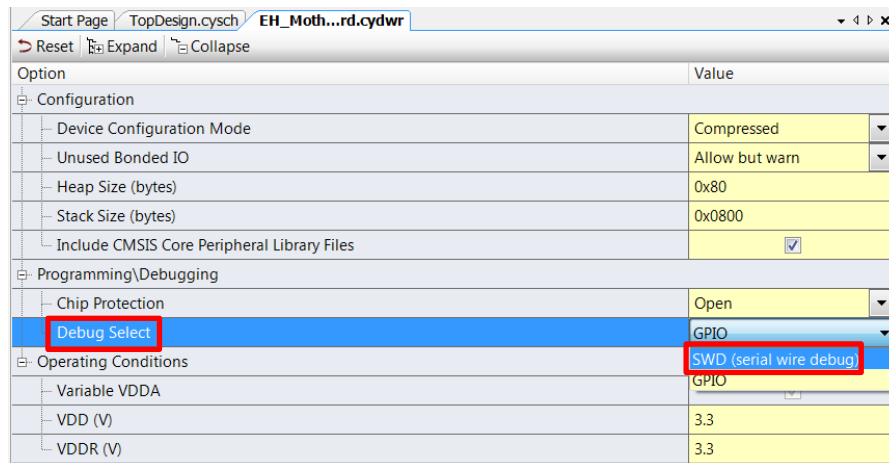 Start Page TopDesign.cysch EH_Moth...rd.cydwr
Reset Expand Collapse
Option Value
Configuration
Device Configuration Mode Compressed
Unused Bonded IO Allow but warn
Heap Size (bytes) 0x80
Stack Size (bytes) 0x0800
Include CMSIS Core Peripheral Library Files
Programming\Debugging
Chip Protection Open
Debug Select GPIO
Operating Conditions SWD (serial wire debug)
Variable VDDA GPIO
VDD (V) 3.3
VDDR (V) 3.3